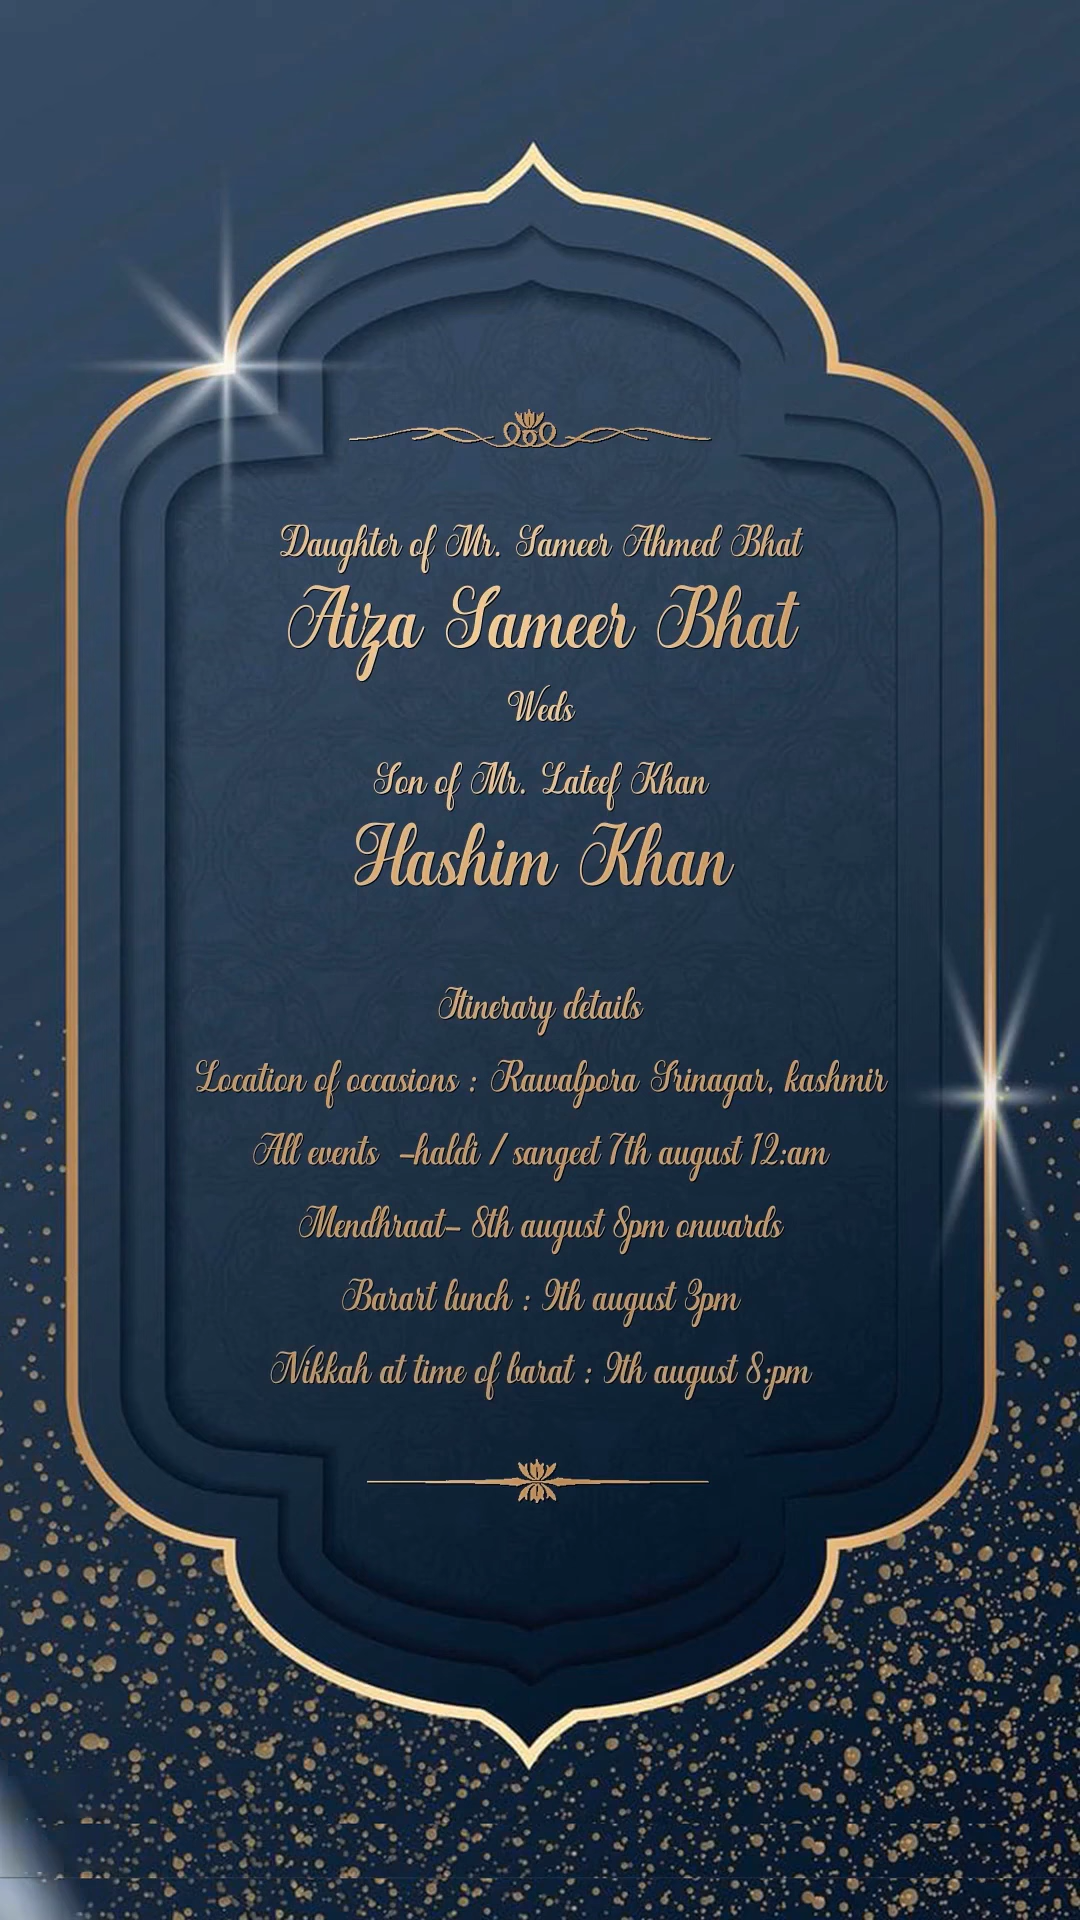 Daughter of Mr. Sameer Ahmed Bhat
Aiza Sameer Bhat
Weds
Son of Mr. Lateef Khan
Hashim Khan
Itinerary details
Location of occasions : Rawalpora Srinagar, kashmir
All events -haldi / sangeet 7th august 12:am
Mendhraat- 8th august 8pm onwards
Barart lunch : 9th august 3pm
Nikkah at time of barat : 9th august 8:pm